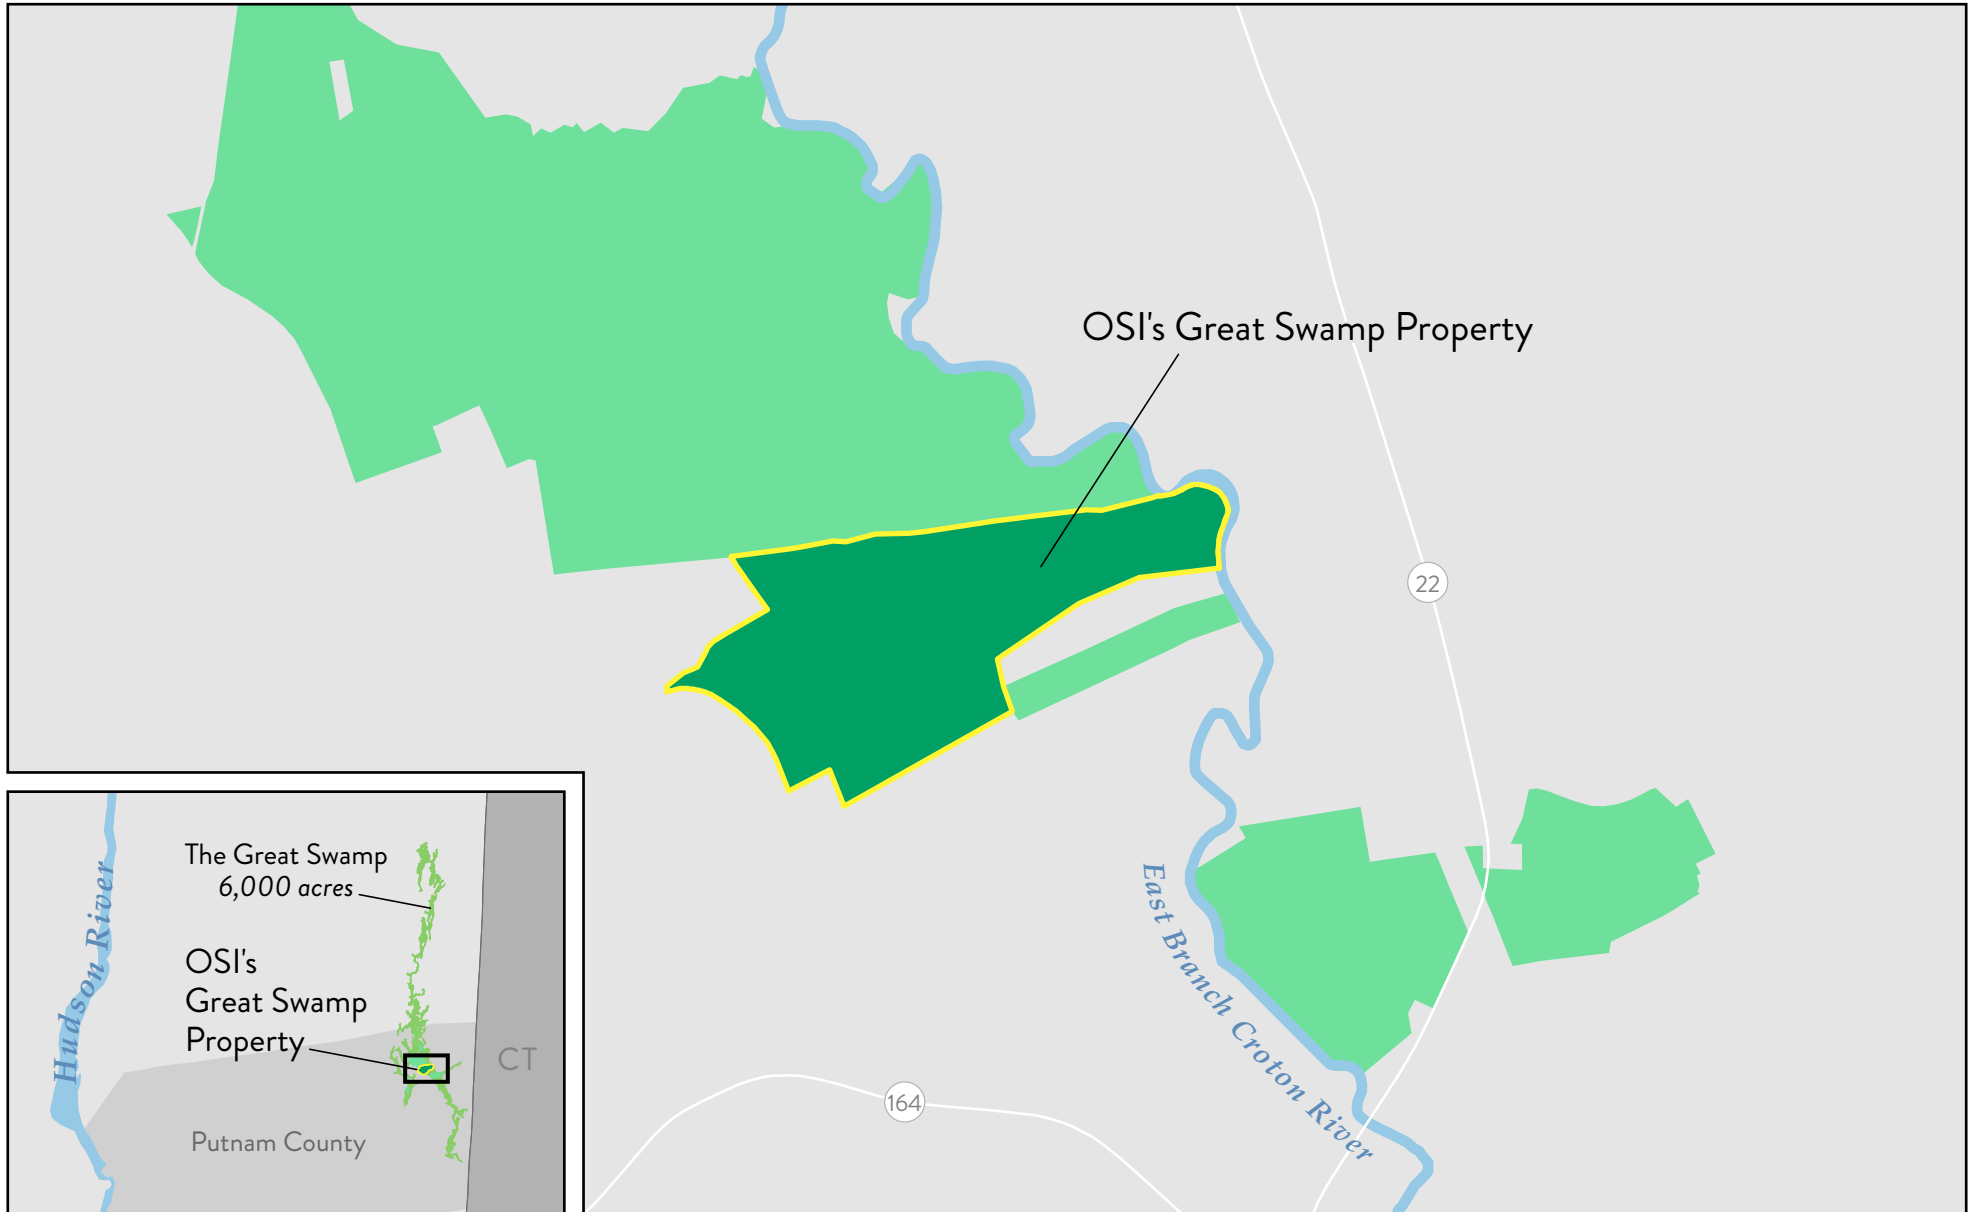 OSI's Great Swamp Property
22
East Branch Croton River
164
The Great Swamp
6,000 acres
OSI's
Great Swamp
Property
Hudson River
CT
Putnam County